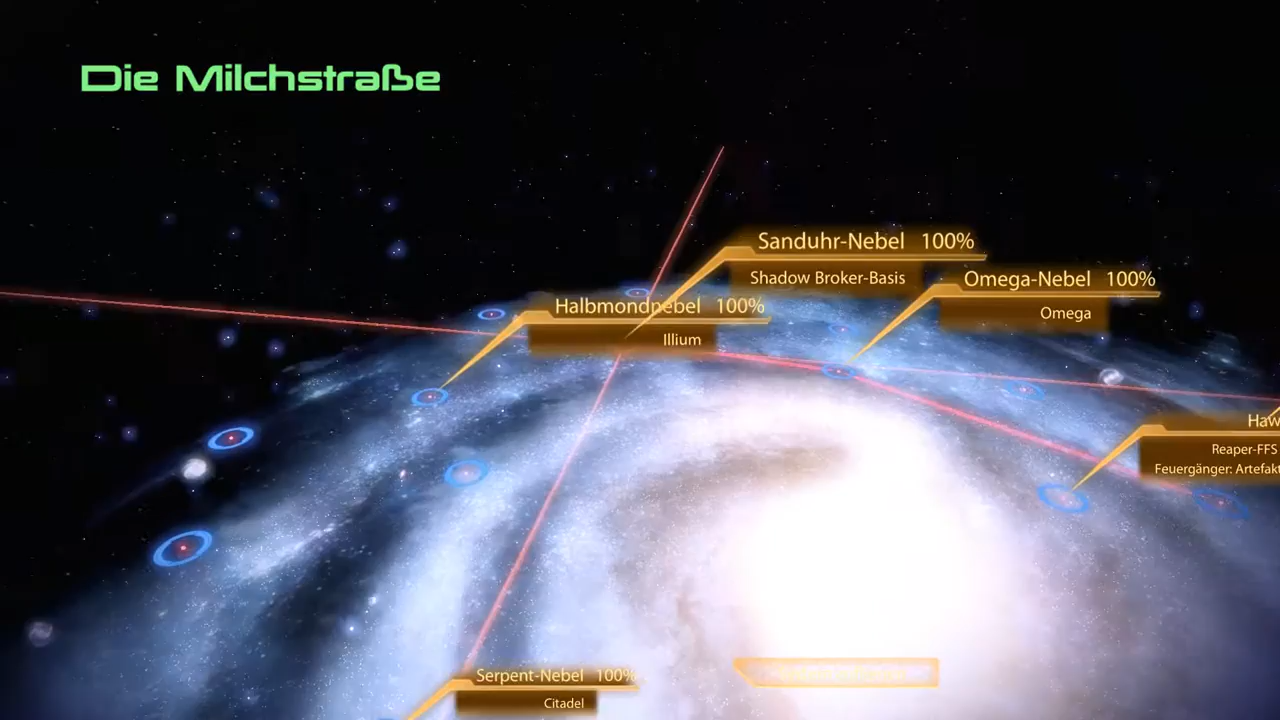 Die Milchstraße
Sanduhr-Nebel 100%
Shadow Broker-Basis
Omega-Nebel 100%
Omega
Halbmondnebel 100%
Illium
Haw
Reaper-FFS
Feuergänger: Artefakt
Serpent-Nebel 100%
Citadel